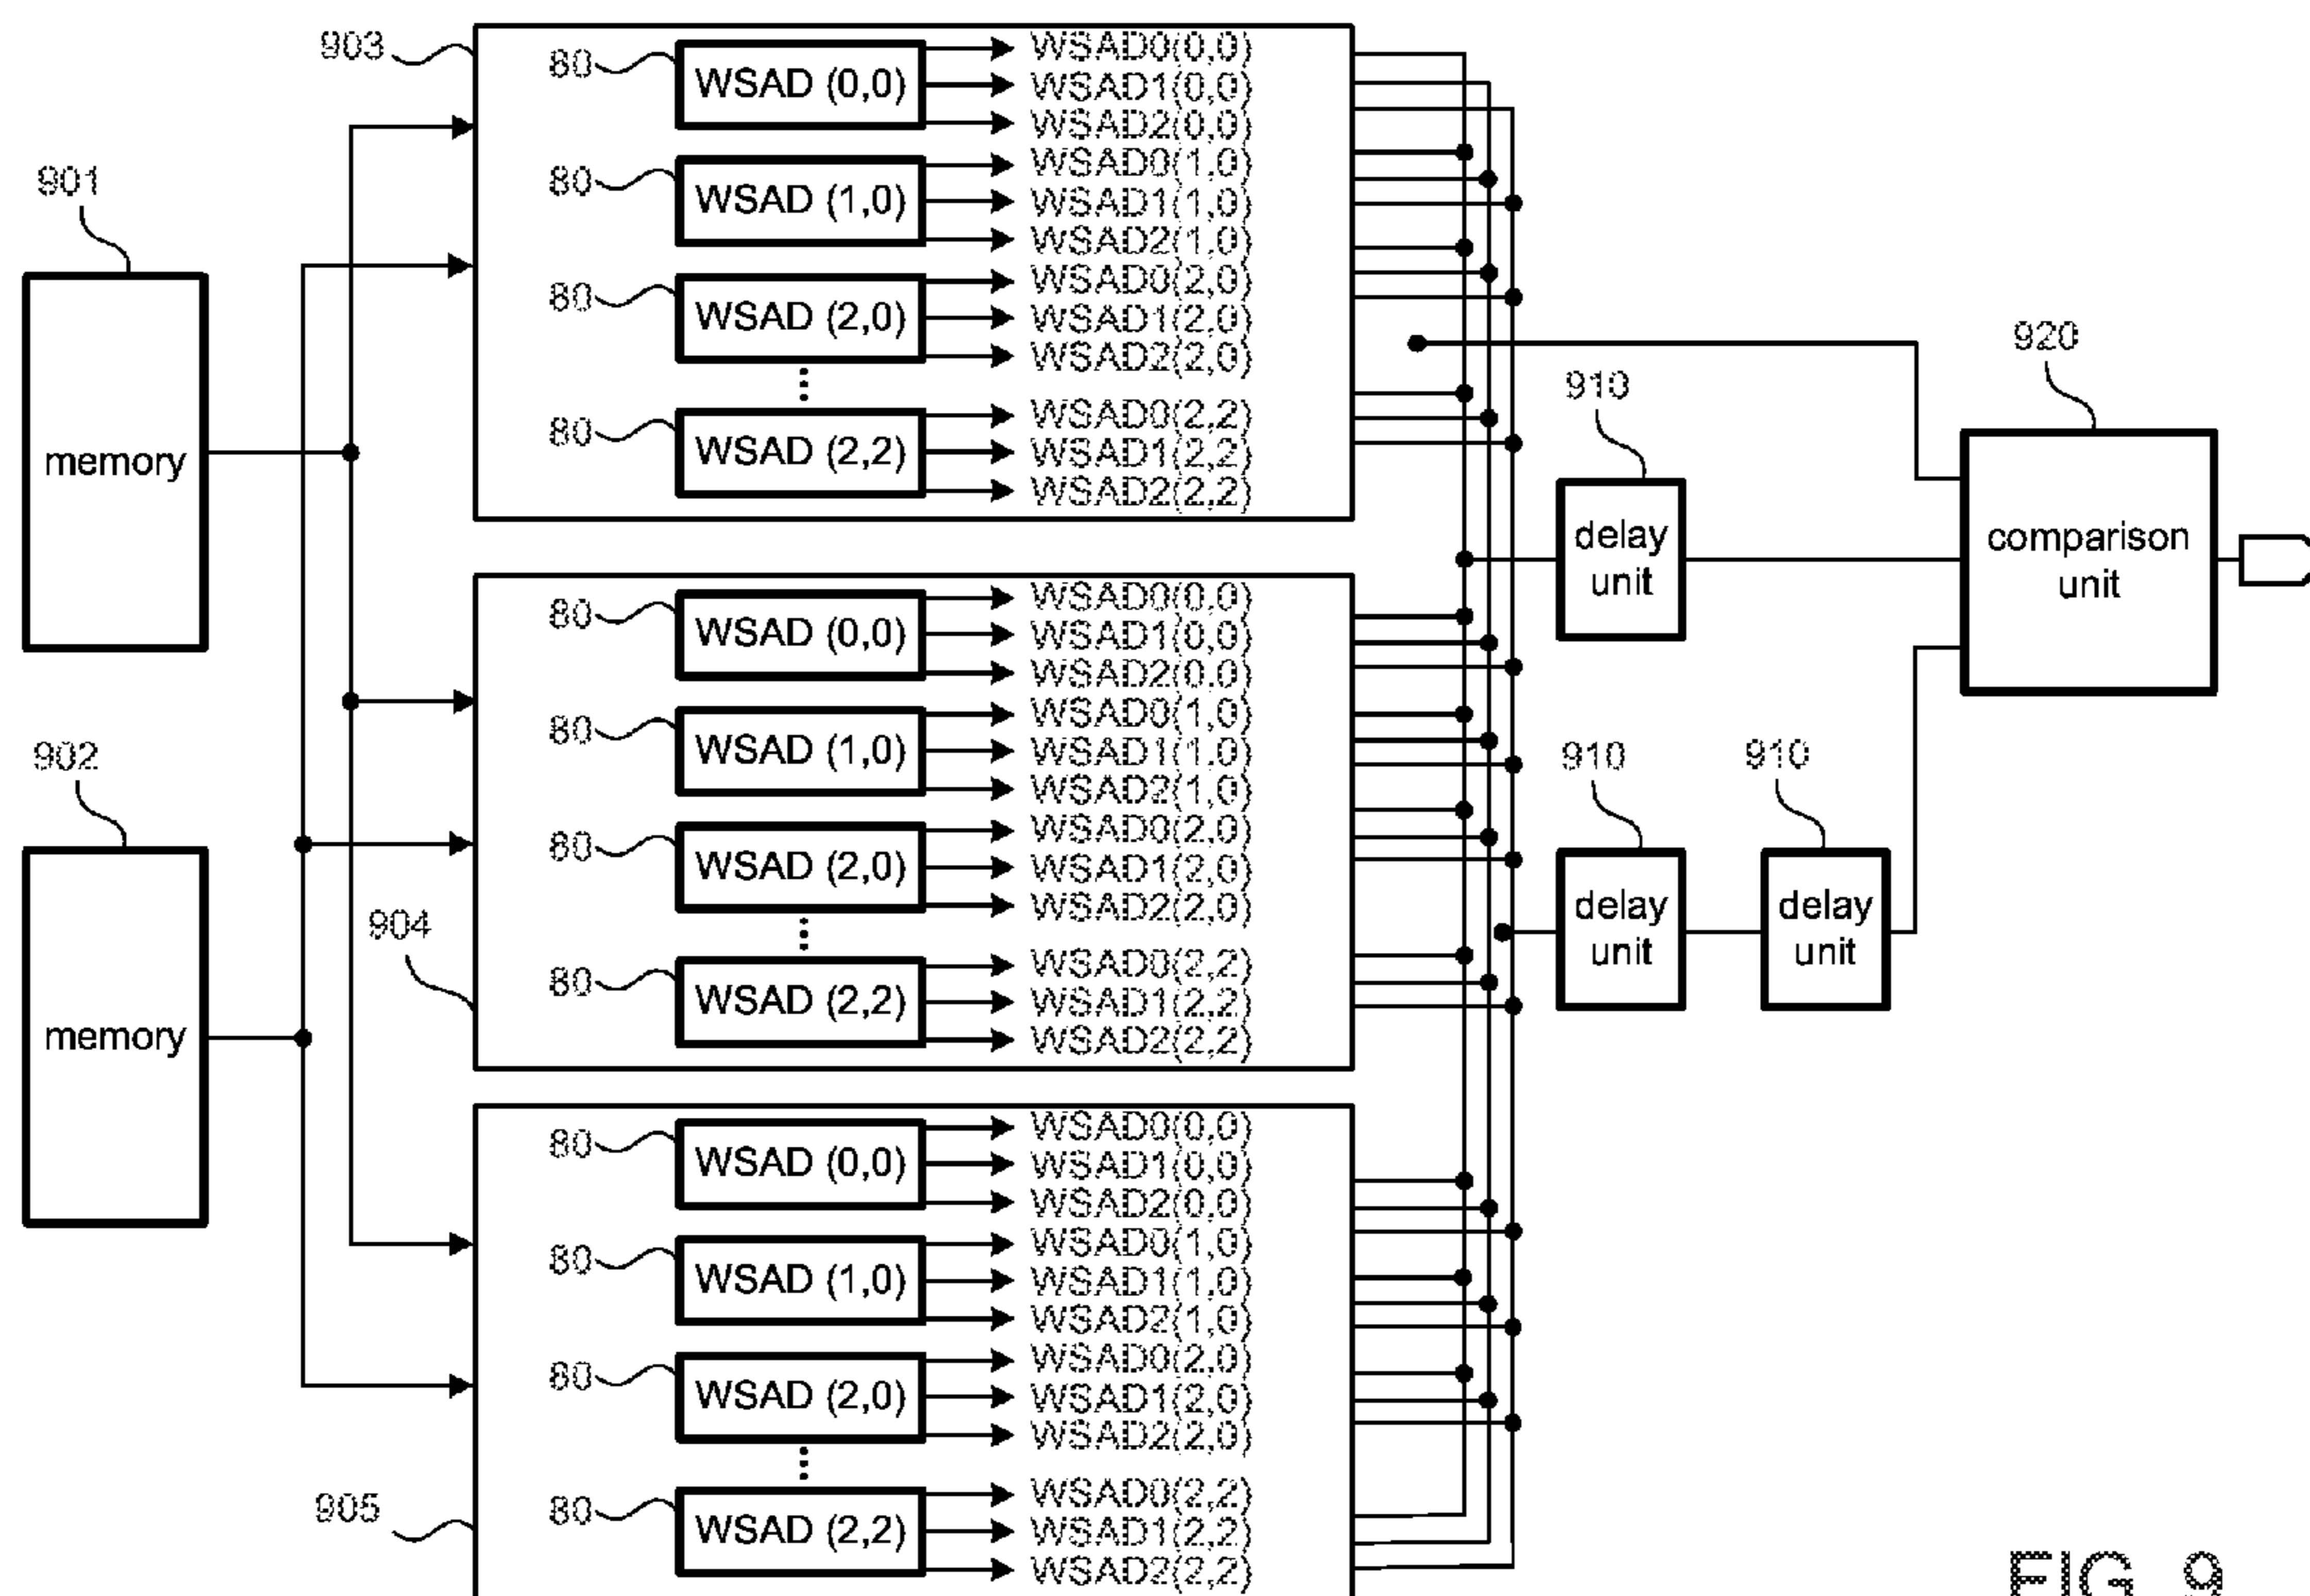 903
80
WSAD (0,0)
WSAD0(0,0)
WSAD1(0,0)
WSAD2(0,0)
80
WSAD (1,0)
WSAD0(1,0)
WSAD1(1,0)
WSAD2(1,0)
80
WSAD (2,0)
WSAD0(2,0)
WSAD1(2,0)
WSAD2(2,0)
80
WSAD (2,2)
WSAD0(2,2)
WSAD1(2,2)
WSAD2(2,2)
901
memory
902
memory
904
80
WSAD (0,0)
WSAD0(0,0)
WSAD1(0,0)
WSAD2(0,0)
80
WSAD (1,0)
WSAD0(1,0)
WSAD1(1,0)
WSAD2(1,0)
80
WSAD (2,0)
WSAD0(2,0)
WSAD1(2,0)
WSAD2(2,0)
80
WSAD (2,2)
WSAD0(2,2)
WSAD1(2,2)
WSAD2(2,2)
905
80
WSAD (0,0)
WSAD0(0,0)
WSAD1(0,0)
WSAD2(0,0)
80
WSAD (1,0)
WSAD0(1,0)
WSAD1(1,0)
WSAD2(1,0)
80
WSAD (2,0)
WSAD0(2,0)
WSAD1(2,0)
WSAD2(2,0)
80
WSAD (2,2)
WSAD0(2,2)
WSAD1(2,2)
WSAD2(2,2)
910
delay
unit
920
comparison
unit
910
delay
unit
910
delay
unit
FIG. 9